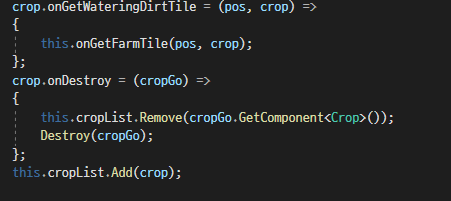 crop.onGetWateringDirtTile = (pos, crop) =>
{
    this.onGetFarmTile(pos, crop);
};
crop.onDestroy = (cropGo) =>
{
    this.cropList.Remove(cropGo.GetComponent<Crop>());
    Destroy(cropGo);
};
this.cropList.Add(crop);